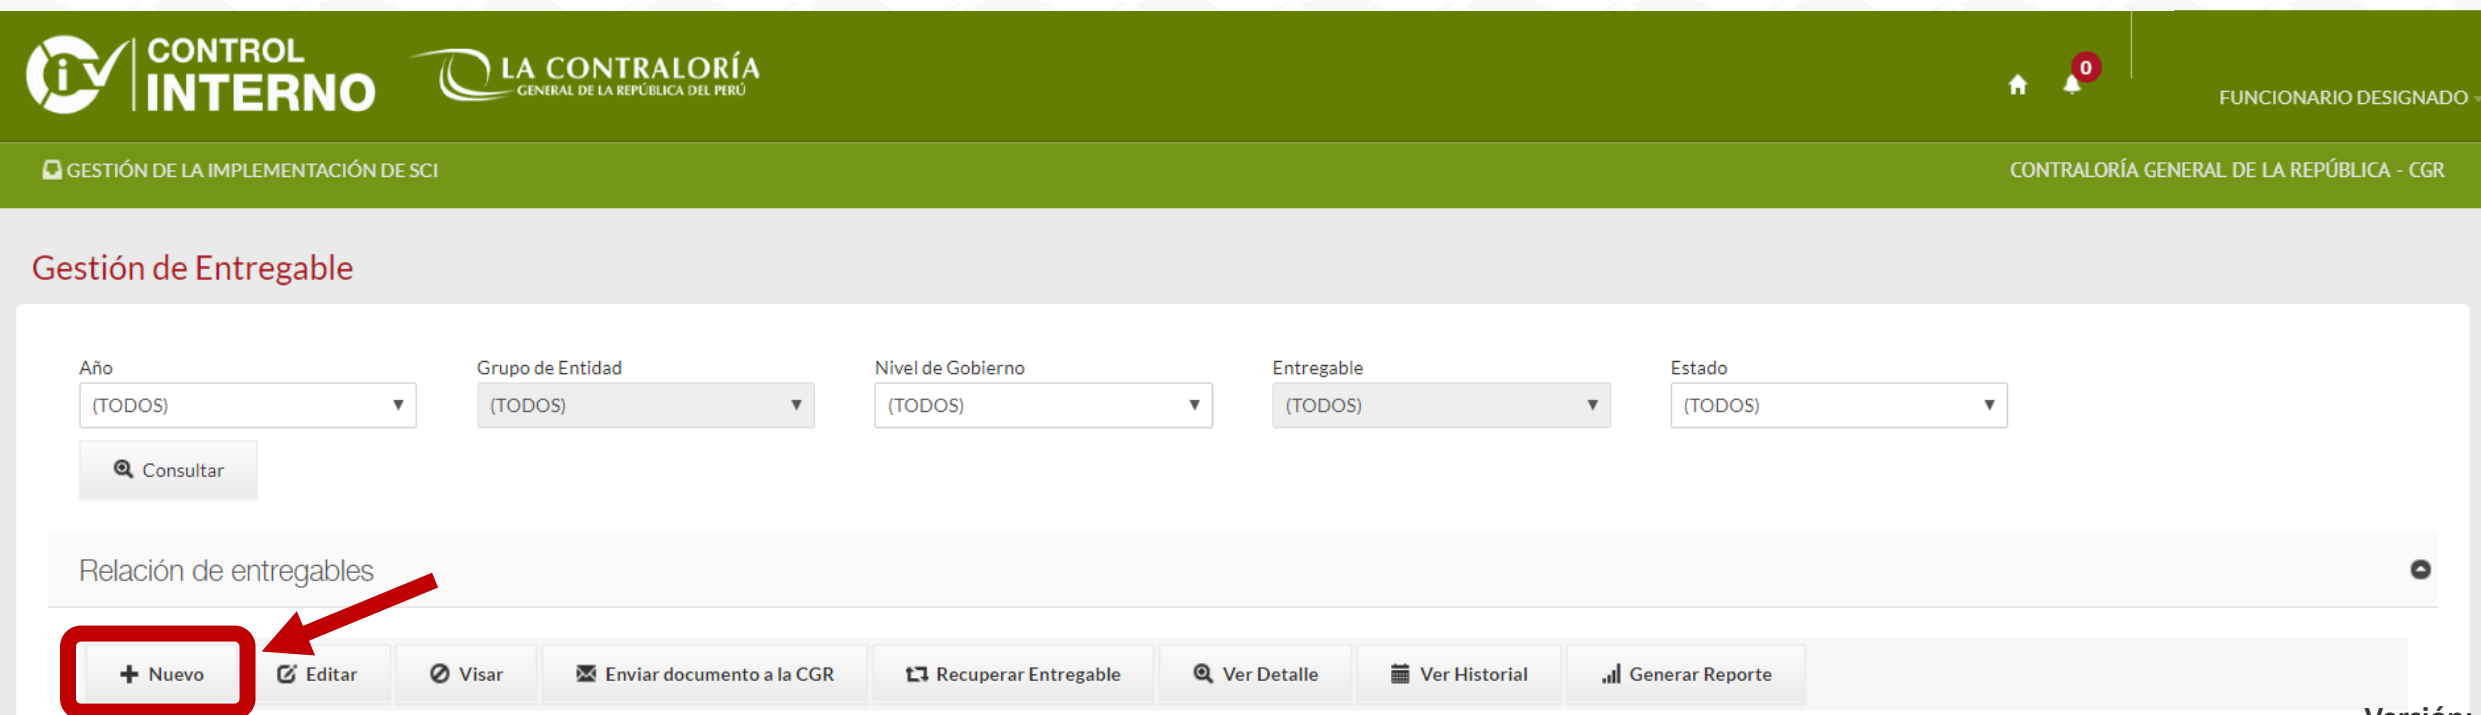 CONTROL
INTERNO
LA CONTRALORÍA
GENERAL DE LA REPÚBLICA DEL PERÚ
0
FUNCIONARIO DESIGNADO
GESTIÓN DE LA IMPLEMENTACIÓN DE SCI
CONTRALORÍA GENERAL DE LA REPÚBLICA - CGR
Gestión de Entregable
Año
Grupo de Entidad
Nivel de Gobierno
Entregable
Estado
(TODOS)
(TODOS)
(TODOS)
(TODOS)
(TODOS)
Consultar
Relación de entregables
Nuevo
Editar
Visar
Enviar documento a la CGR
Recuperar Entregable
Ver Detalle
Ver Historial
Generar Reporte
Versión: